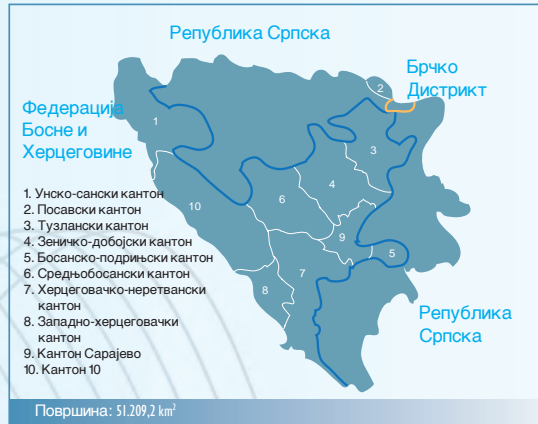 Република Српска
Брчко
Дистрикт
Федерација
Босне и
Херцеговине
1. Унско-сански кантон
2. Посавски кантон
3. Тузлански кантон
4. Зеничко-добојски кантон
5. Босанско-подрињски кантон
6. Средњобосански кантон
7. Херцеговачко-неретвански
кантон
8. Западно-херцеговачки
кантон
9. Кантон Сарајево
10. Кантон 10
2
1
3
4
6
10
9
5
7
8
Република
Српска
Површина: 51.209,2 km²